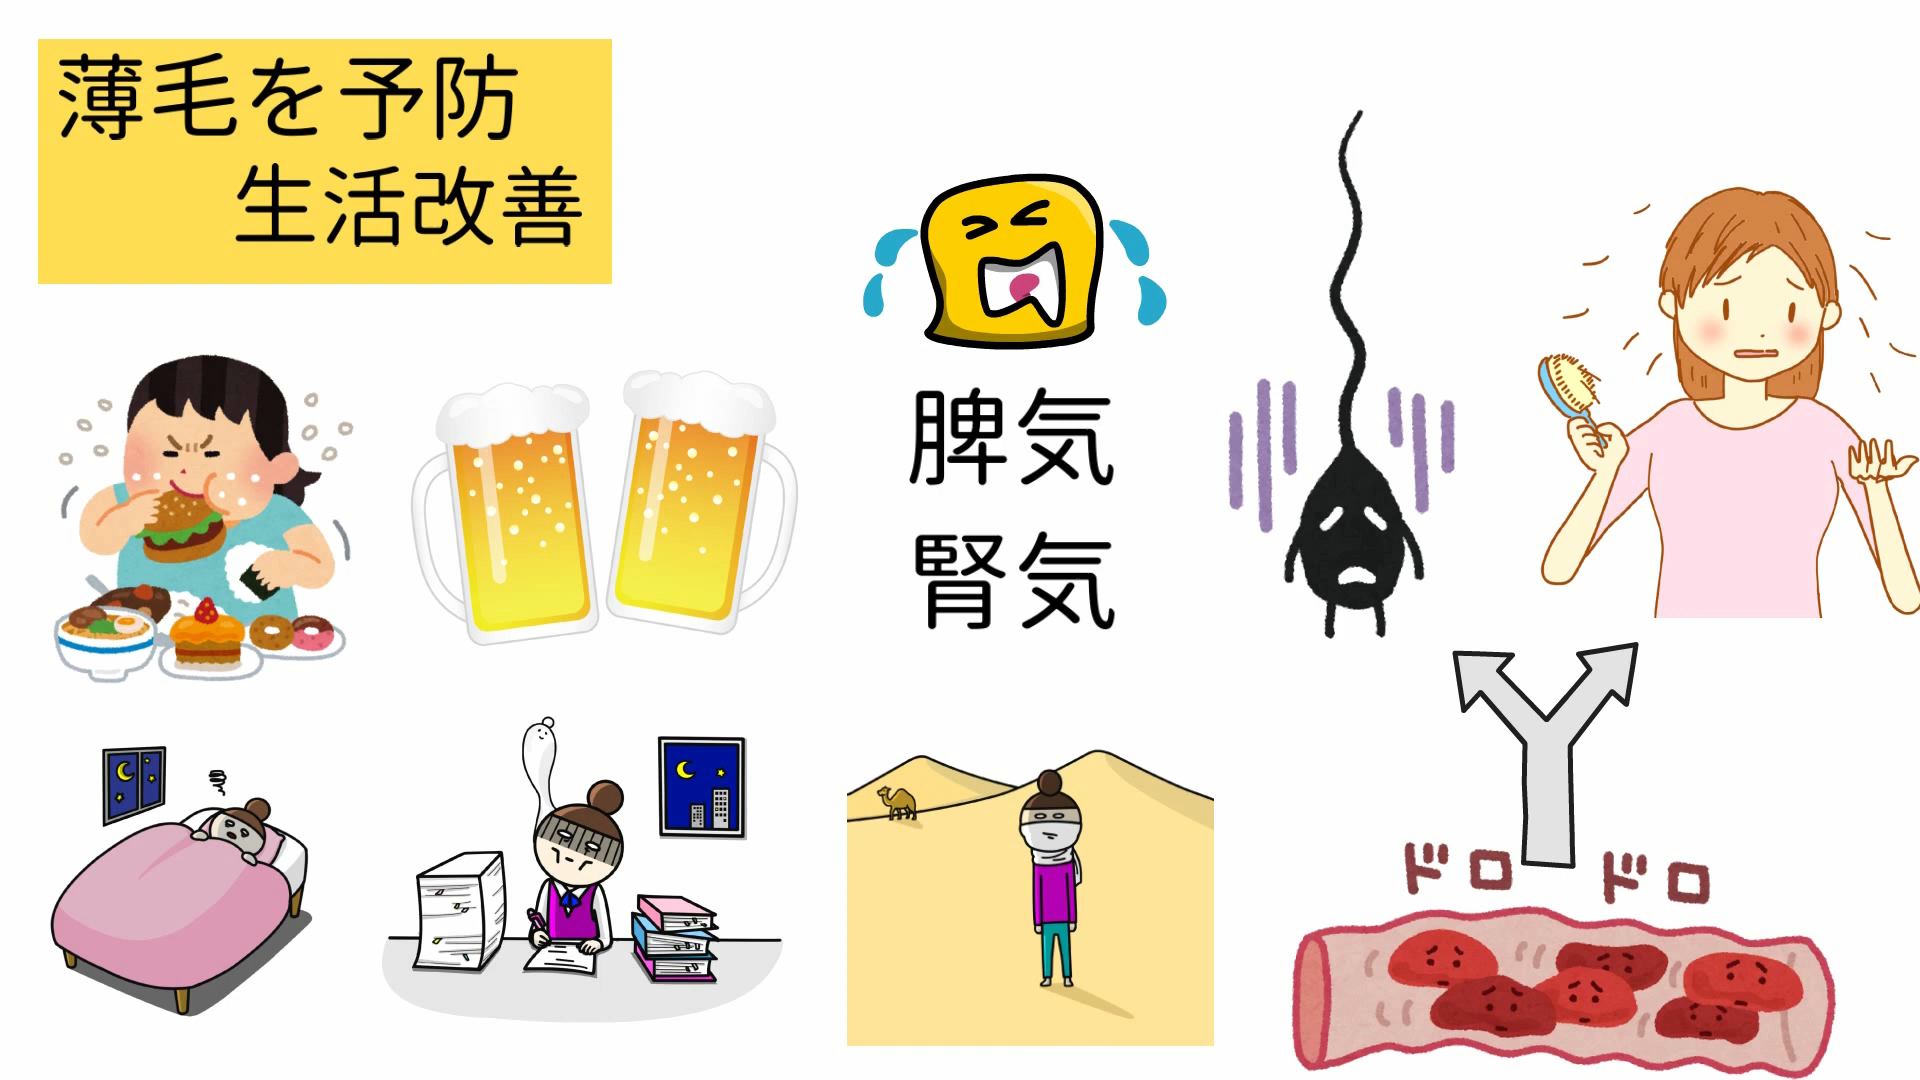 薄毛を予防
生活改善
脾気
腎気
ドロ ドロ